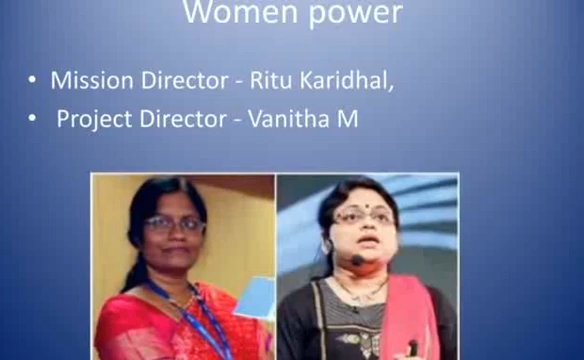 Women power
• Mission Director - Ritu Karidhal,
• Project Director - Vanitha M